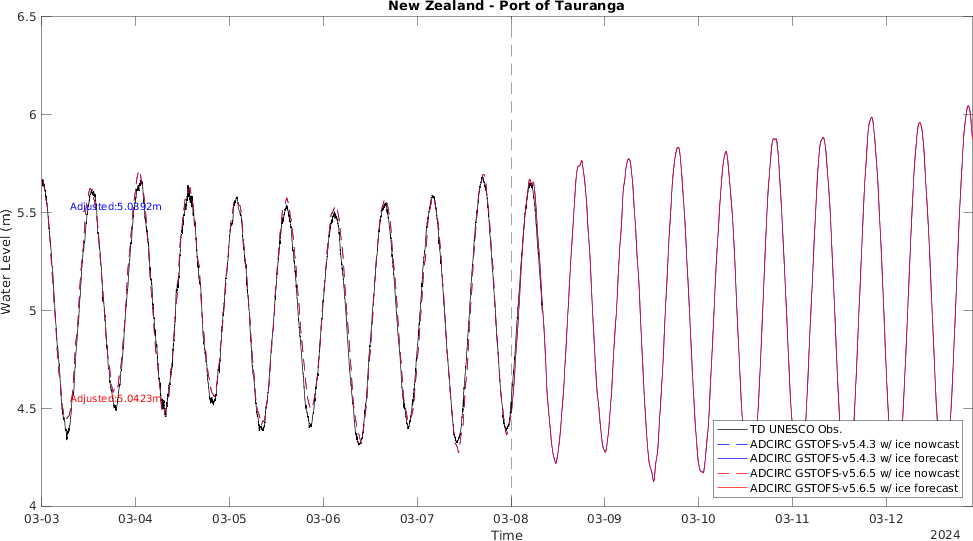 New Zealand - Port of Tauranga
6.5
6
5.5
5
4.5
4
Water Level (m)
Adjusted:5.0392m
Adjusted:5.0423m
TD UNESCO Obs.
ADCIRC GSTOFS-v5.4.3 w/ ice nowcast
ADCIRC GSTOFS-v5.4.3 w/ ice forecast
ADCIRC GSTOFS-v5.6.5 w/ ice nowcast
ADCIRC GSTOFS-v5.6.5 w/ ice forecast
03-03 03-04 03-05 03-06 03-07 03-08 03-09 03-10 03-11 03-12
Time
2024